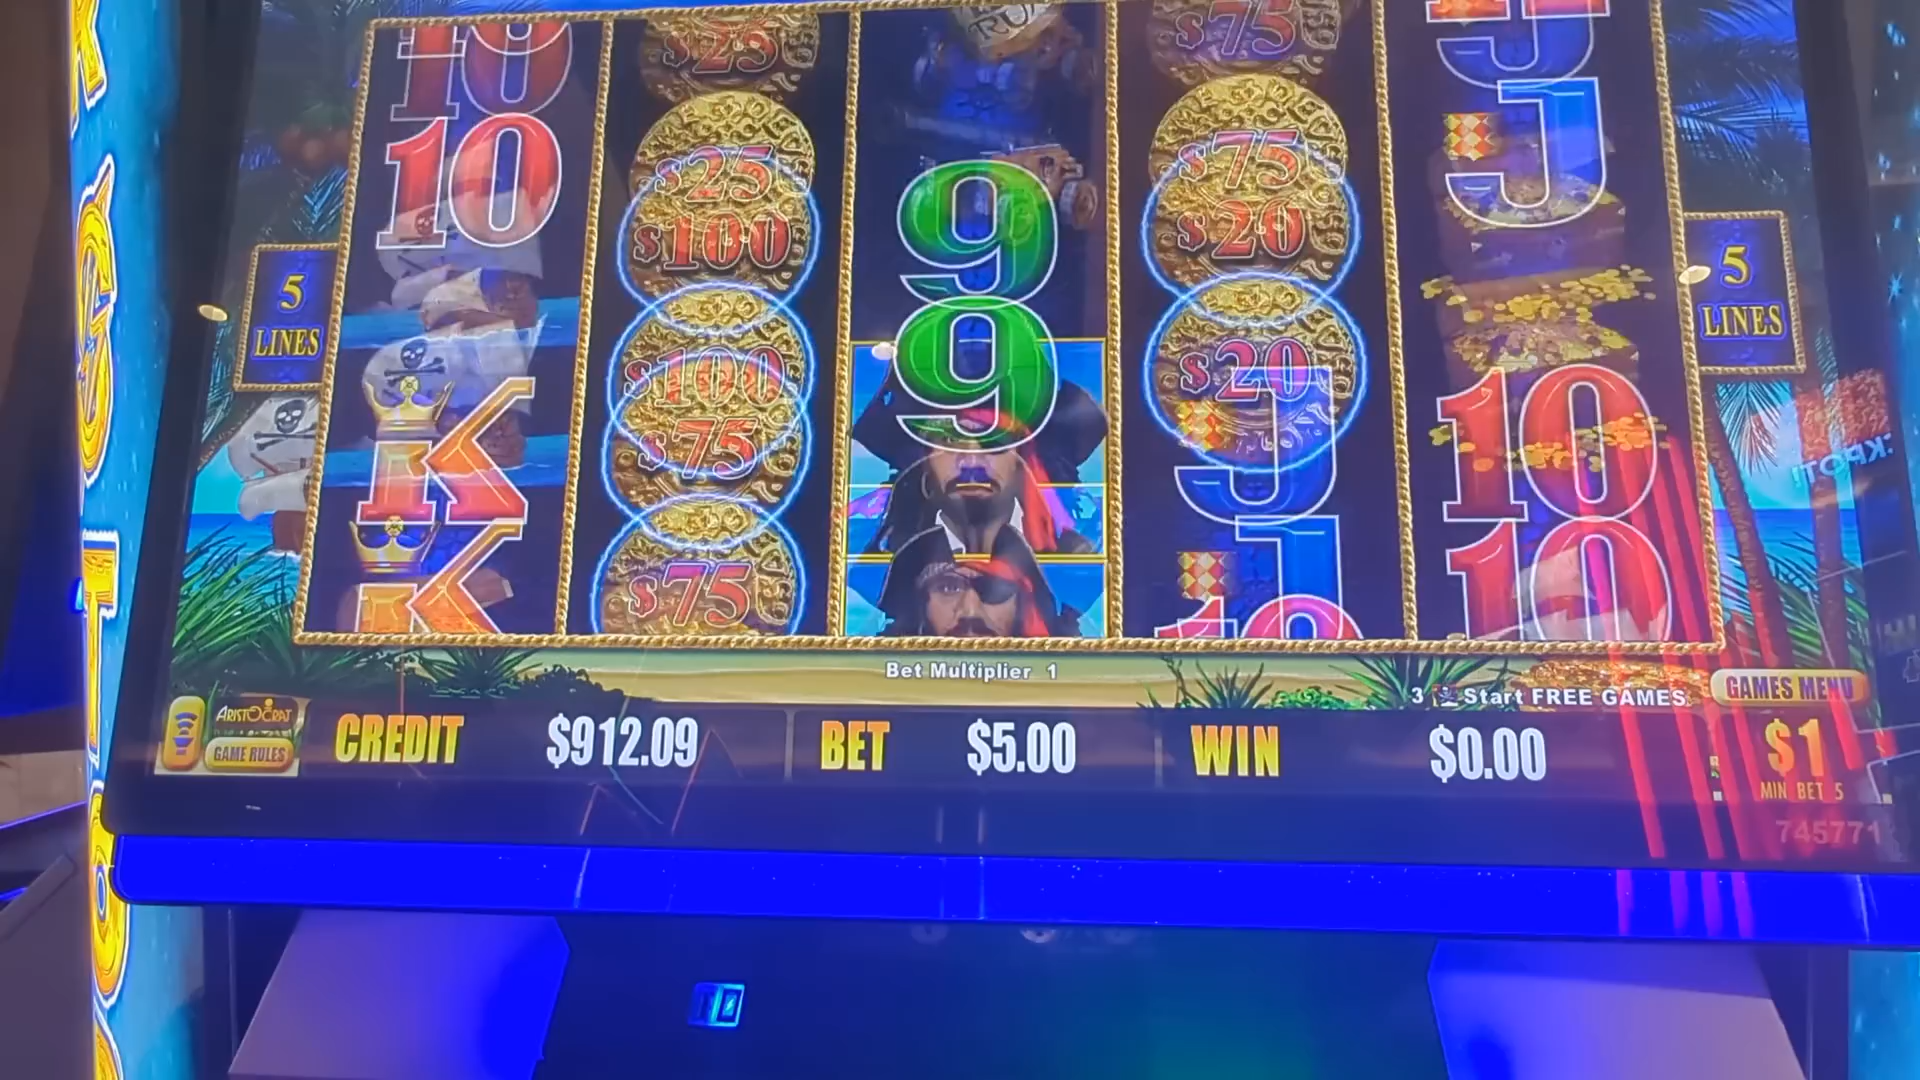 10
$25
RUM
$75
J
10
$25
$75
J
$100
9
$20
5 LINES
5 LINES
$100
9
$20
10
K
$75
J
K
$75
J
10
10
Bet Multiplier 1
3 Start FREE GAMES
GAMES MENU
ARISTOCRAT
GAME RULES
CREDIT $912.09 BET $5.00 WIN $0.00
$1
MIN BET 5
745771